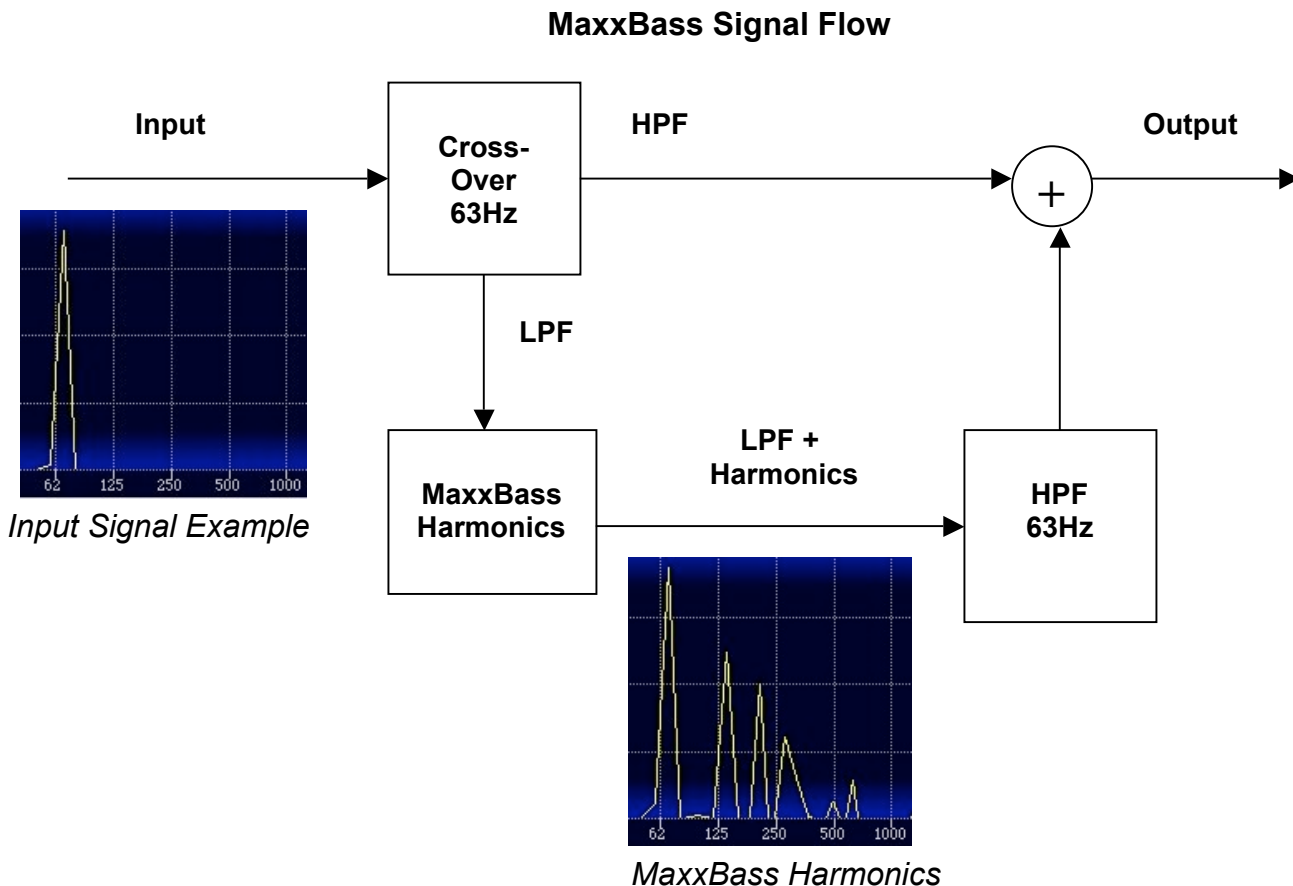 MaxxBass Signal Flow
Input
Cross-
Over
63Hz
HPF
+
Output
62 125 250 500 1000
Input Signal Example
LPF
MaxxBass
Harmonics
LPF +
Harmonics
HPF
63Hz
62 125 250 500 1000
MaxxBass Harmonics